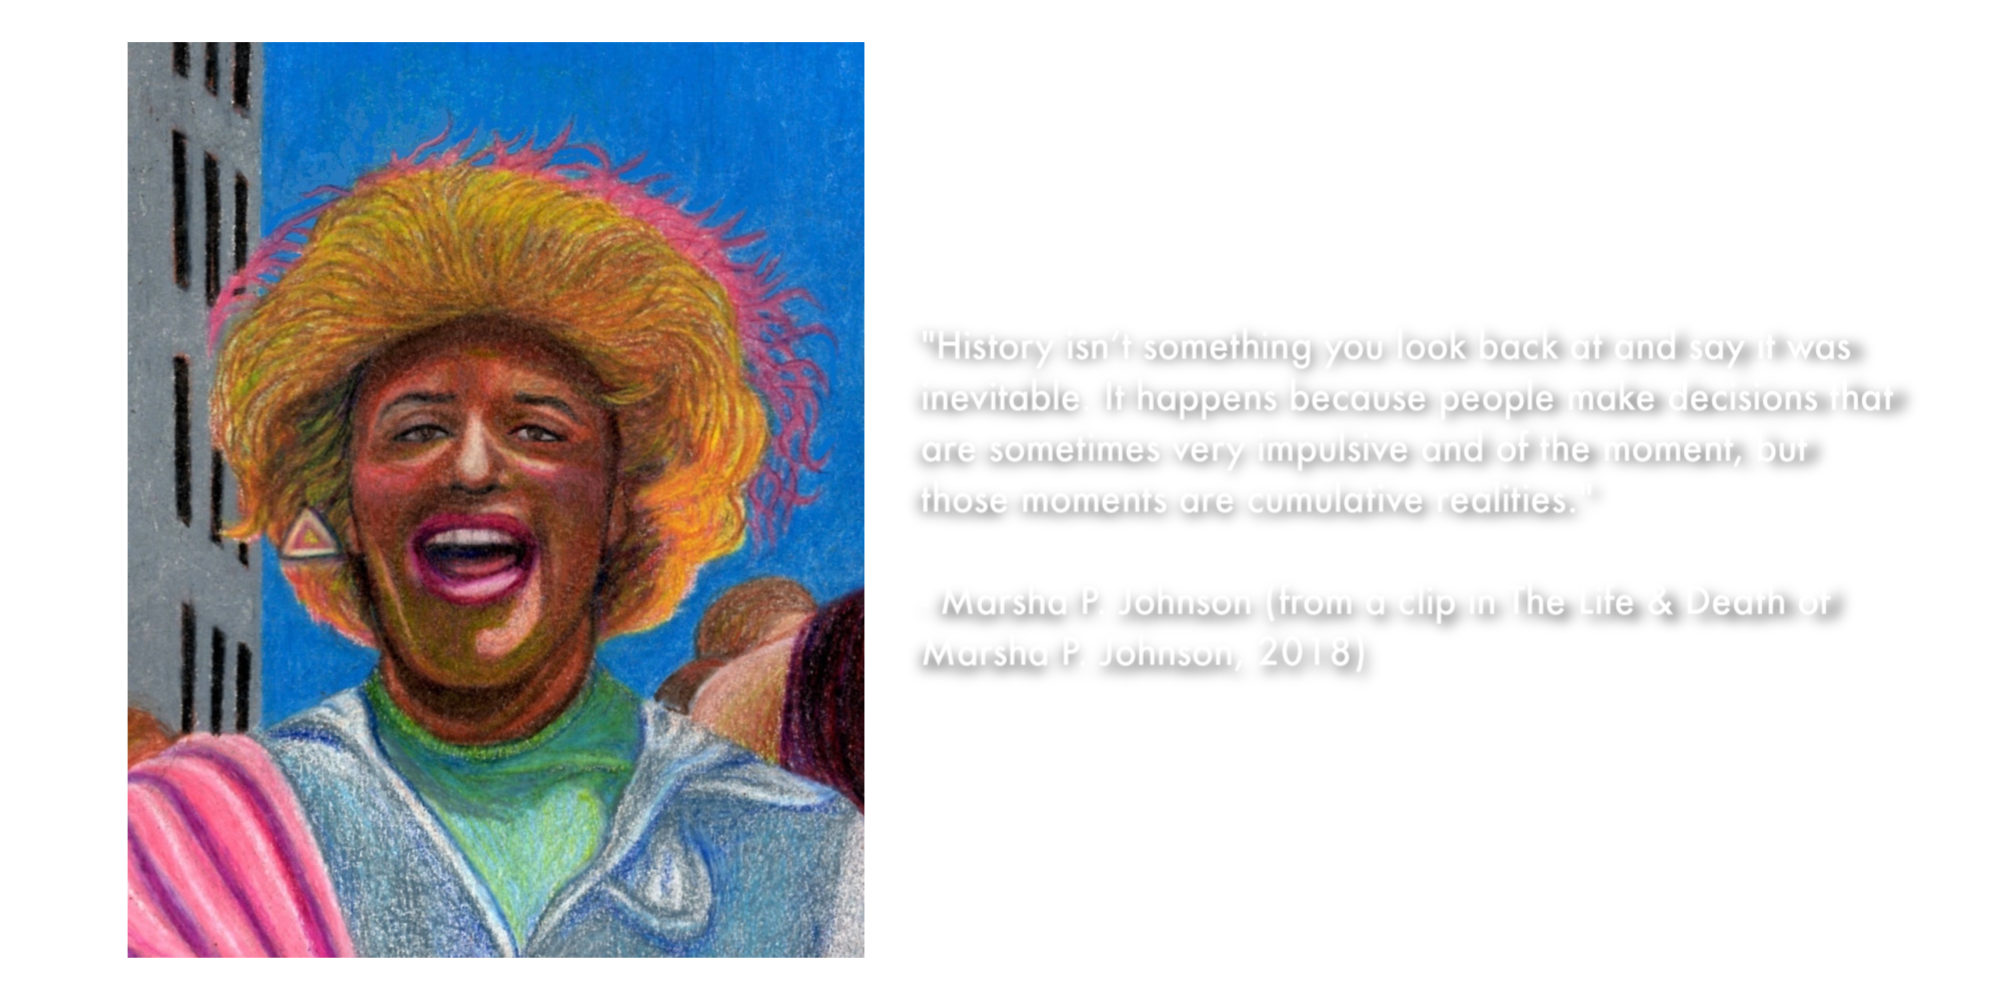 "History isn't something you look back at and say it was
inevitable. It happens because people make decisions that
are sometimes very impulsive and of the moment, but
those moments are cumulative realities."
- Marsha P. Johnson (from a clip in The Life & Death of
Marsha P. Johnson, 2018)